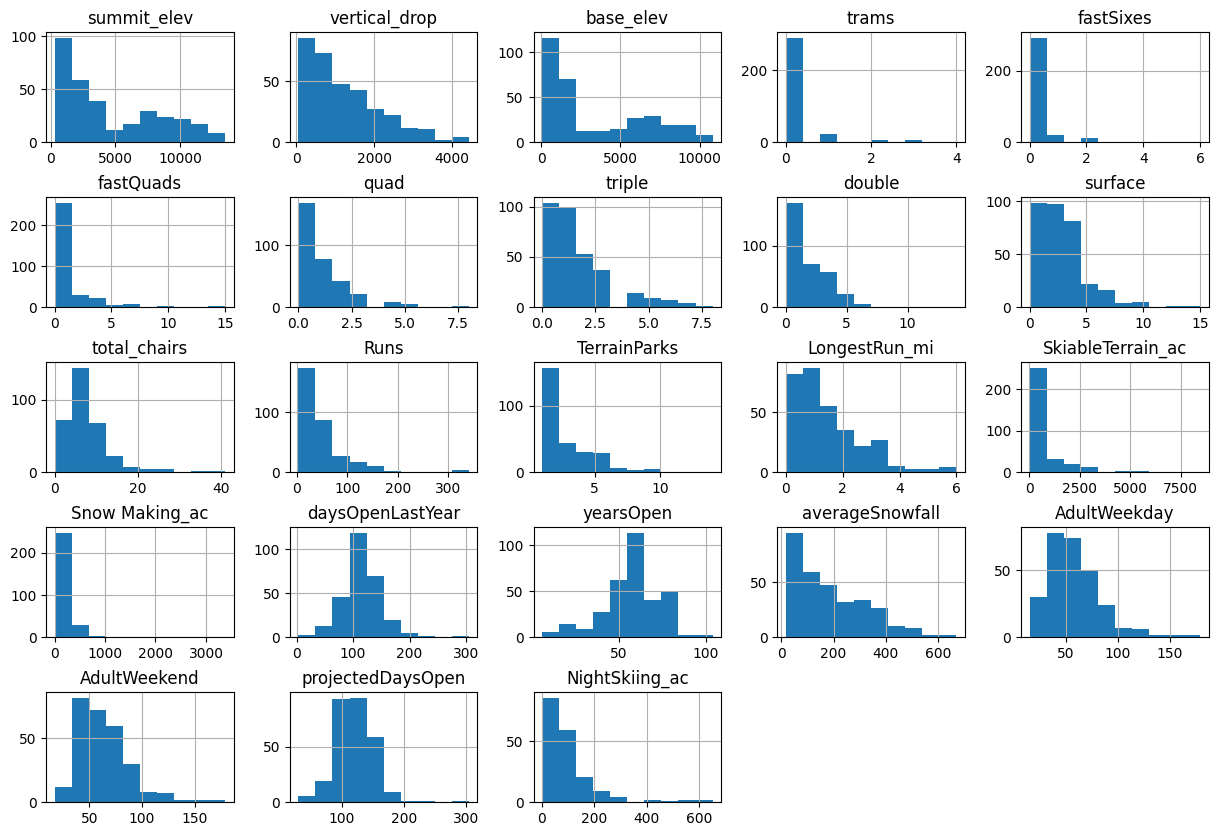 summit_elev vertical_drop base_elev trams fastSixes
100 50 0 0 5000 10000
50 0 0 2000 4000
100 50 0 0 5000 10000
200 0 0 2 4
200 0 0 2 4 6
fastQuads quad triple double surface
200 100 0 0 5 10 15
100 0 0.0 2.5 5.0 7.5
100 50 0 0.0 2.5 5.0 7.5
100 0 0 5 10
100 50 0 0 5 10 15
total_chairs Runs TerrainParks LongestRun_mi SkiableTerrain_ac
100 50 0 0 20 40
100 0 0 100 200 300
100 0 5 10
50 0 0 2 4 6
200 100 0 0 2500 5000 7500
Snow Making_ac daysOpenLastYear yearsOpen averageSnowfall AdultWeekday
200 100 0 0 1000 2000 3000
100 50 0 0 100 200 300
100 50 0 50 100
50 0 0 200 400 600
50 0 50 100 150
AdultWeekend projectedDaysOpen NightSkiing_ac
50 0 50 100 150
50 0 100 200 300
50 0 0 200 400 600